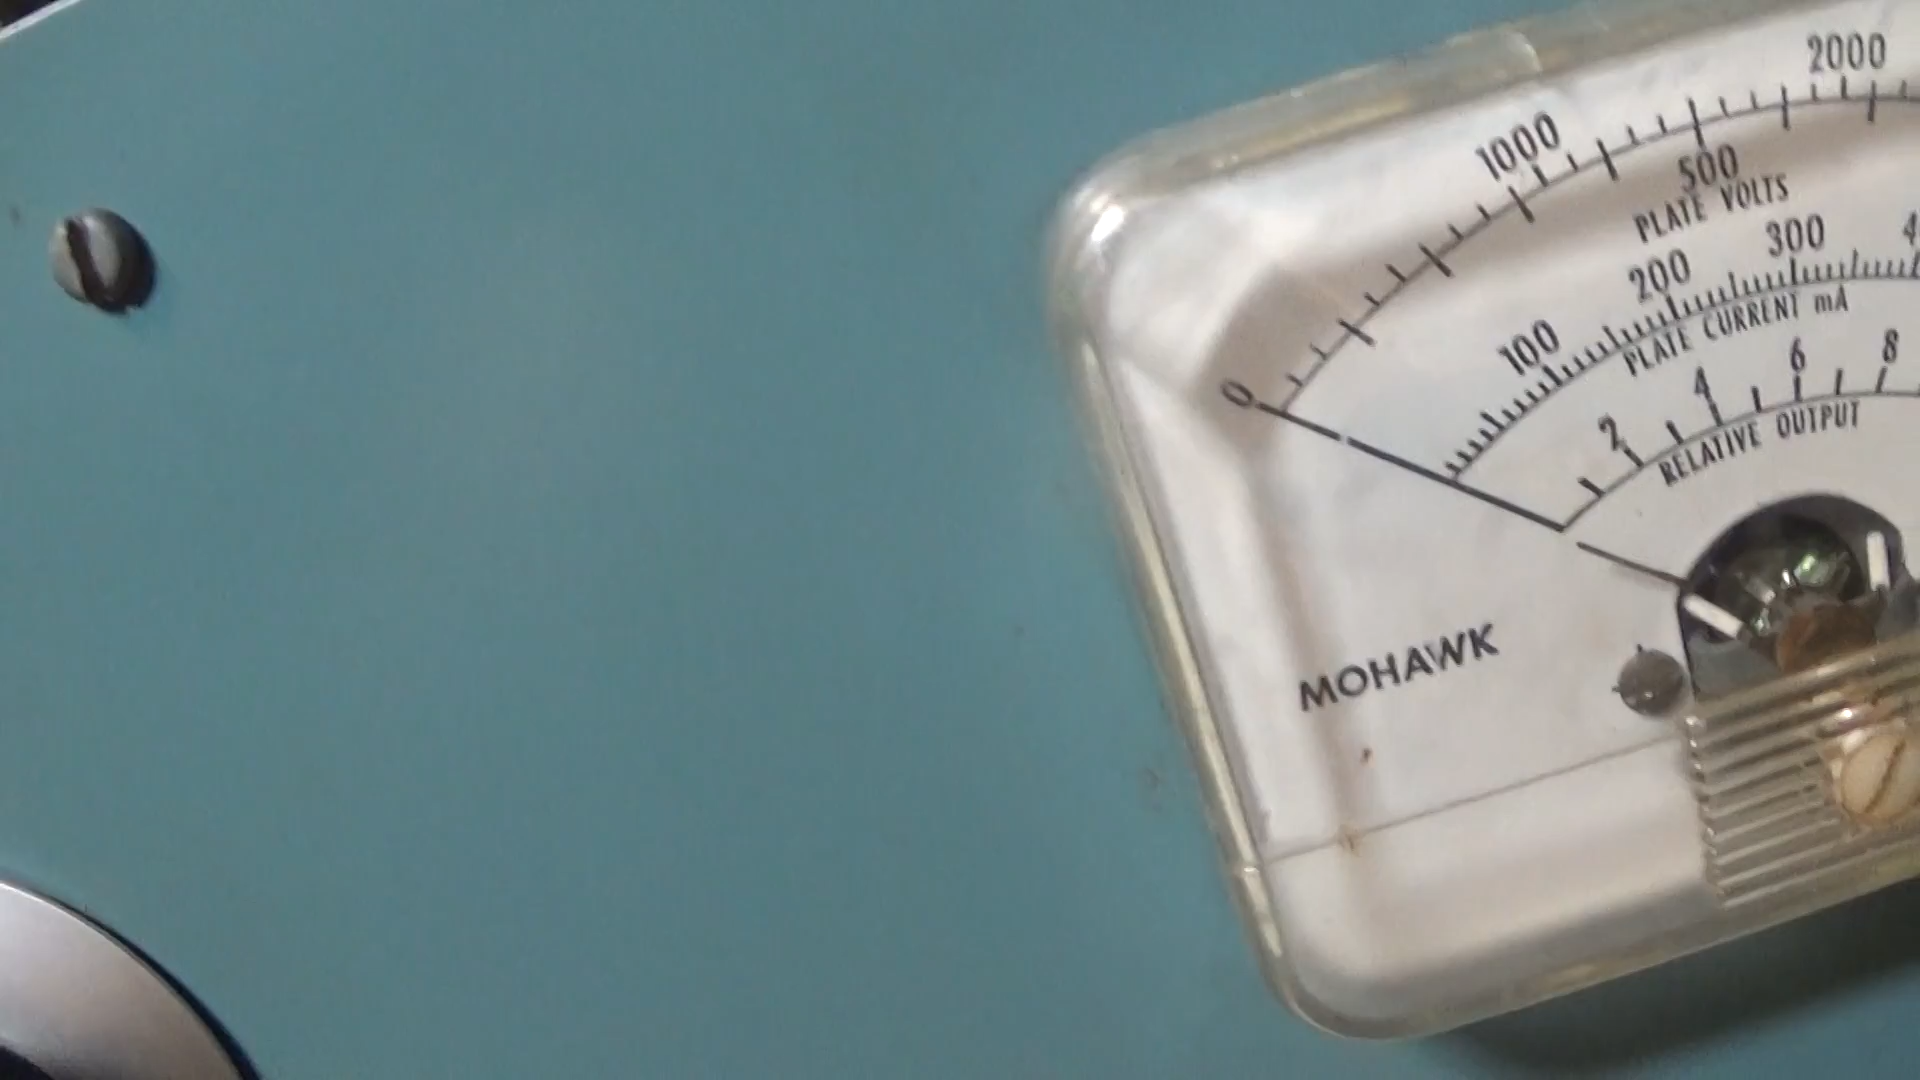 0 1000 2000
500
PLATE VOLTS
100 200 300
PLATE CURRENT mA
2 4 6 8
RELATIVE OUTPUT
MOHAWK